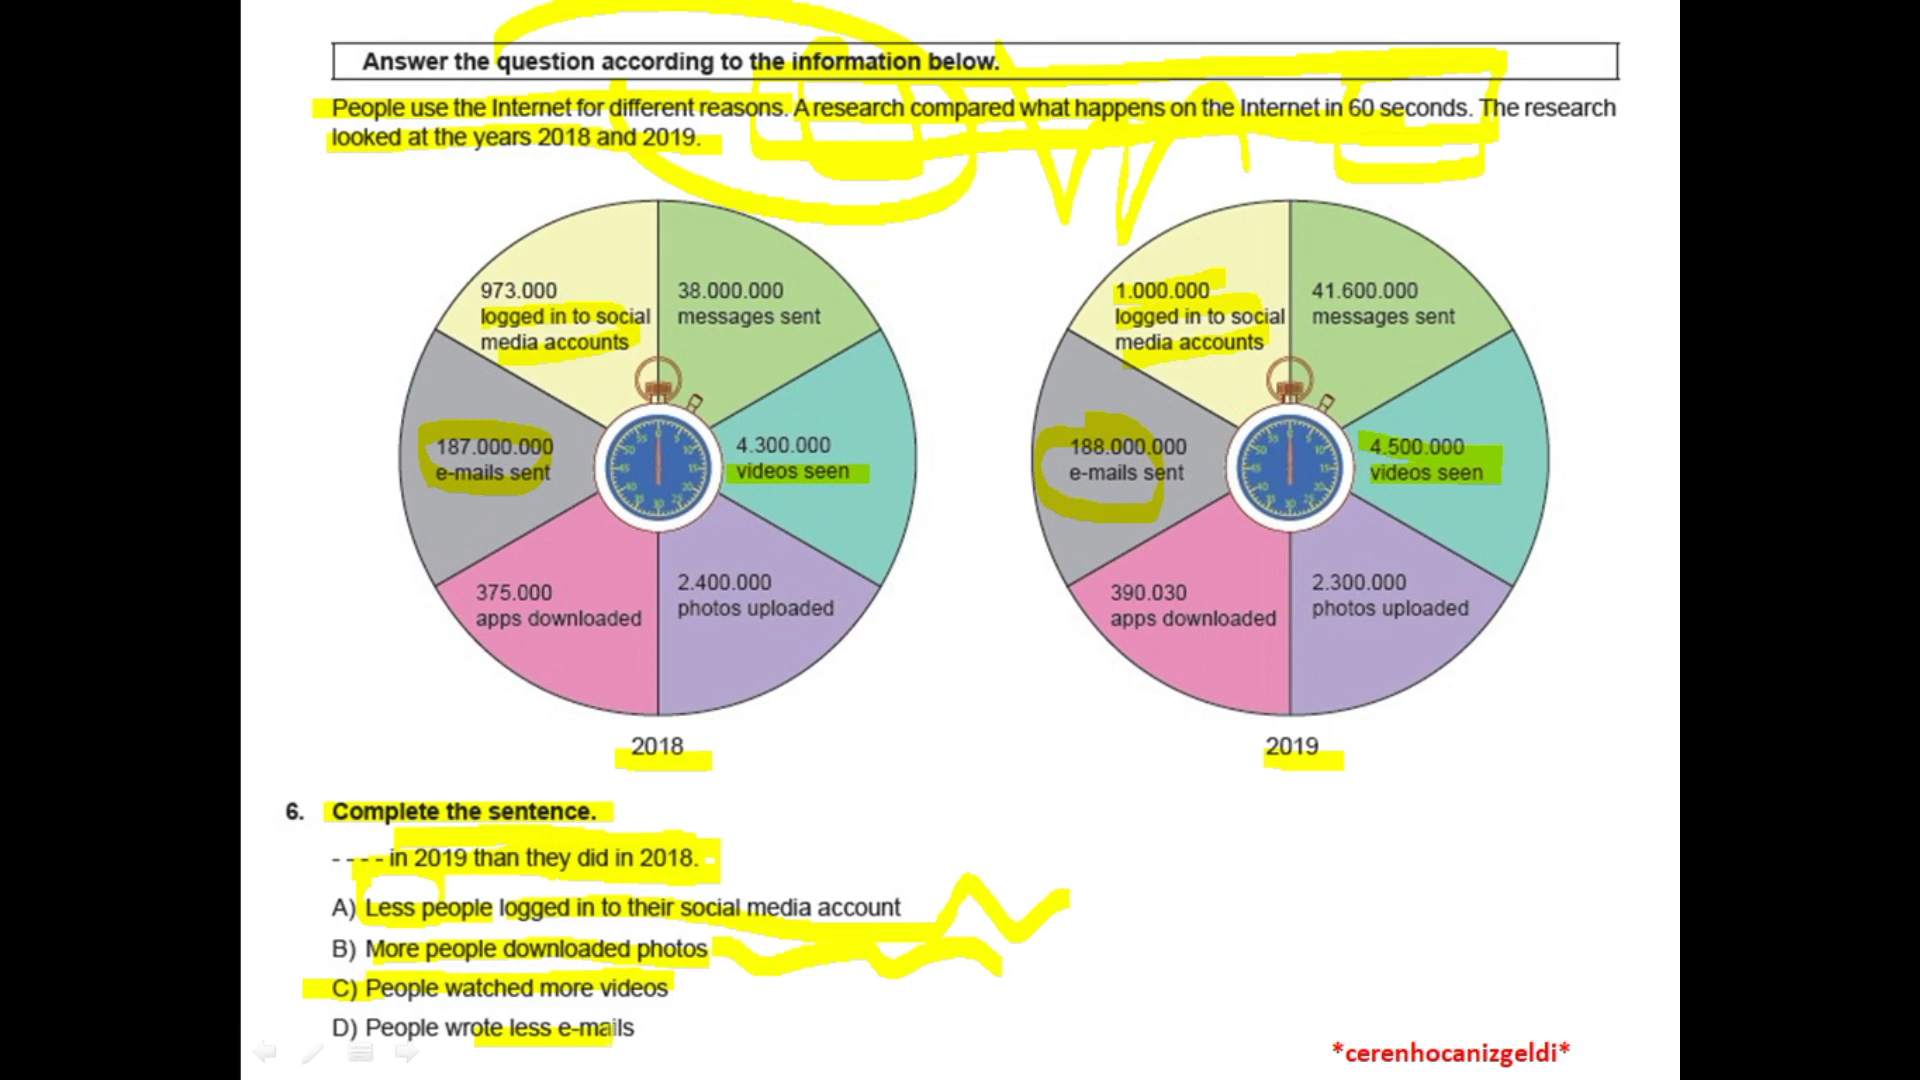 Answer the question according to the information below.
People use the Internet for different reasons. A research compared what happens on the Internet in 60 seconds. The research
looked at the years 2018 and 2019.
973.000
logged in to social
media accounts
38.000.000
messages sent
187.000.000
e-mails sent
4.300.000
videos seen
375.000
apps downloaded
2.400.000
photos uploaded
2018
1.000.000
logged in to social
media accounts
41.600.000
messages sent
188.000.000
e-mails sent
4.500.000
videos seen
390.030
apps downloaded
2.300.000
photos uploaded
2019
6. Complete the sentence.
- - - - in 2019 than they did in 2018.
A) Less people logged in to their social media account
B) More people downloaded photos
C) People watched more videos
D) People wrote less e-mails
*cerenhocanizgeldi*